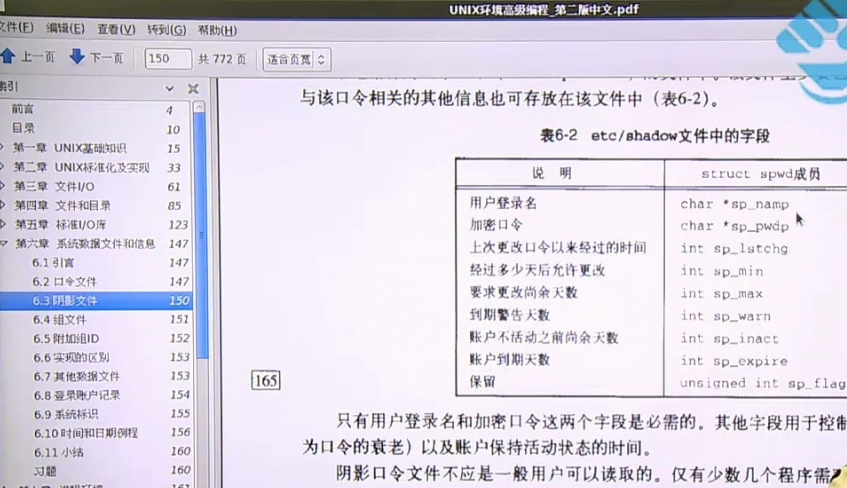 UNIX环境高级编程_第二版中文.pdf
文件(F) 编辑(E) 查看(V) 转到(G) 帮助(H)
上一页 下一页 150 共 772 页 适合页宽
索引
前言 4
目录 10
第一章 UNIX基础知识 15
第二章 UNIX标准化及实现 33
第三章 文件I/O 61
第四章 文件和目录 85
第五章 标准I/O库 123
第六章 系统数据文件和信息 147
6.1 引言 147
6.2 口令文件 147
6.3 阴影文件 150
6.4 组文件 151
6.5 附加组ID 152
6.6 实现的区别 153
6.7 其他数据文件 153
6.8 登录账户记录 154
6.9 系统标识 155
6.10 时间和日期例程 156
6.11 小结 160
习题 160
161
与该口令相关的其他信息也可存放在该文件中（表6-2）。
表6-2 etc/shadow文件中的字段
说 明 struct spwd成员
用户登录名 char *sp_namp
加密口令 char *sp_pwdp
上次更改口令以来经过的时间 int sp_lstchg
经过多少天后允许更改 int sp_min
要求更改尚余天数 int sp_max
到期警告天数 int sp_warn
账户不活动之前尚余天数 int sp_inact
账户到期天数 int sp_expire
保留 unsigned int sp_flag
165
只有用户登录名和加密口令这两个字段是必需的。其他字段用于控制
为口令的衰老）以及账户保持活动状态的时间。
阴影口令文件不应是一般用户可以读取的。仅有少数几个程序需